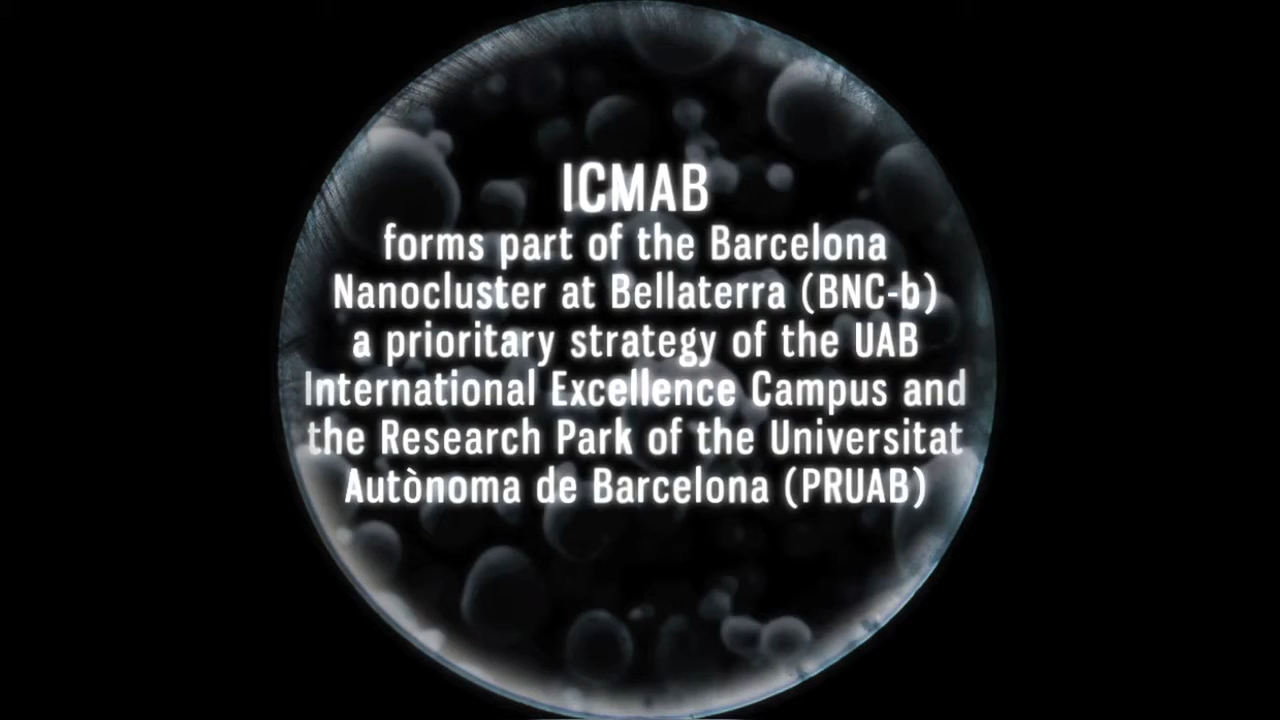 ICMAB
forms part of the Barcelona
Nanocluster at Bellaterra (BNC-b)
a prioritary strategy of the UAB
International Excellence Campus and
the Research Park of the Universitat
Autònoma de Barcelona (PRUAB)